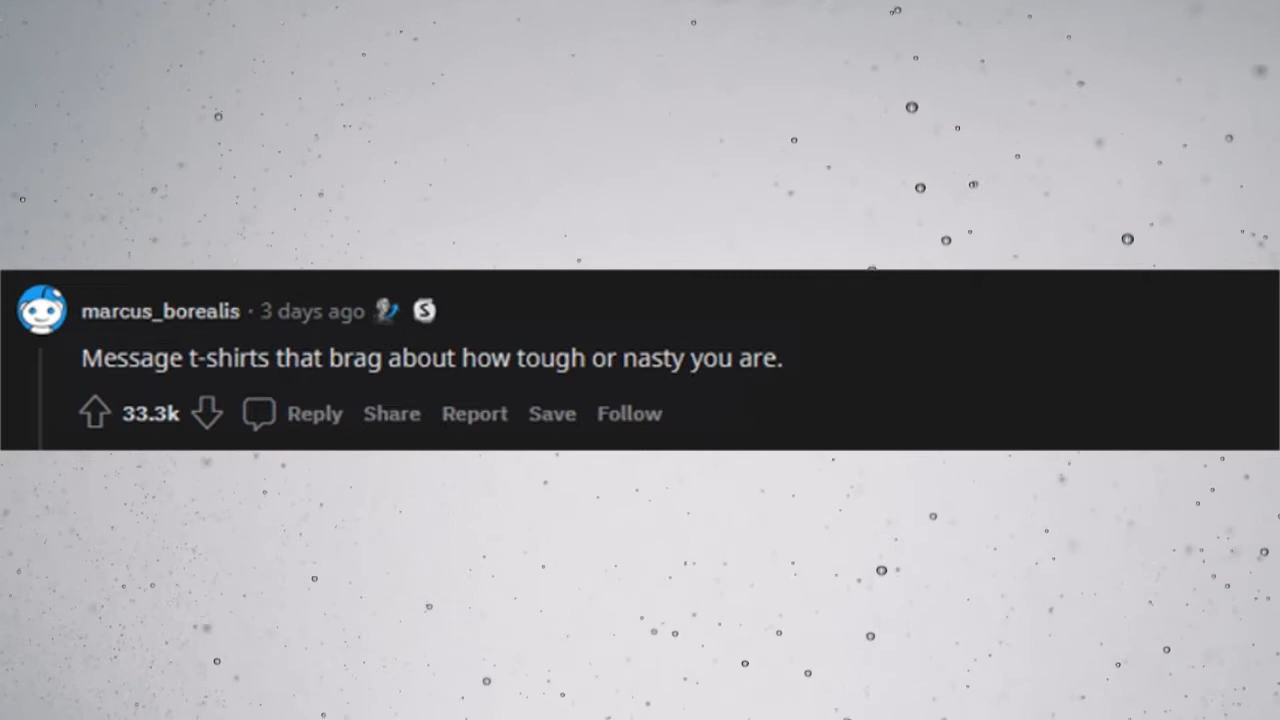 marcus_borealis · 3 days ago
Message t-shirts that brag about how tough or nasty you are.
33.3k Reply Share Report Save Follow